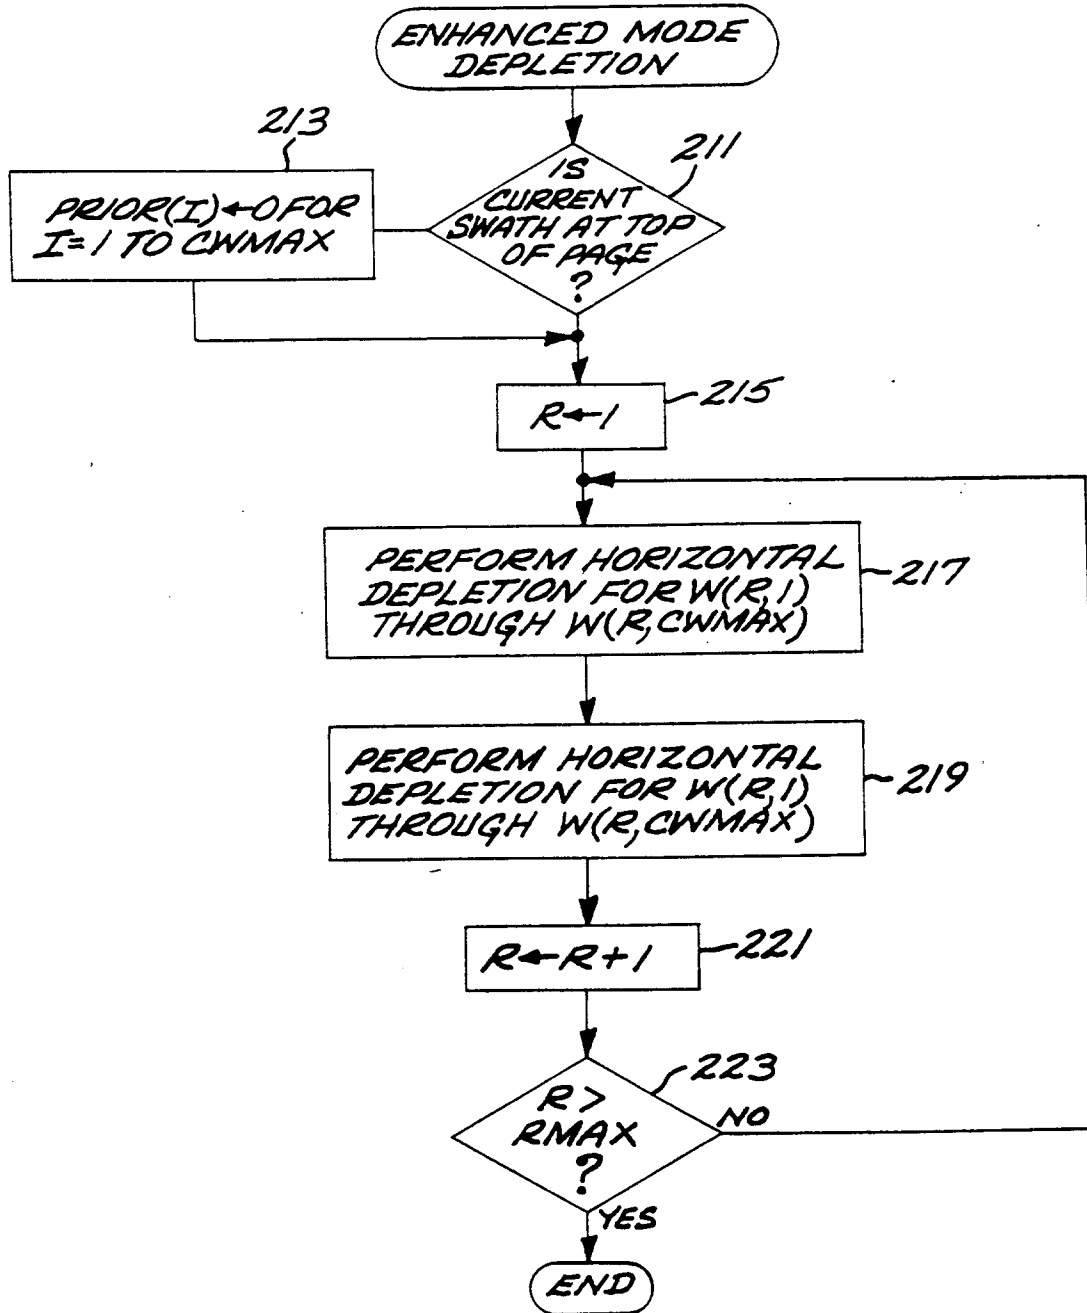 ENHANCED MODE
DEPLETION
213
211
IS
CURRENT
SWATH AT TOP
OF PAGE
?
PRIOR(I)←0 FOR
I=1 TO CWMAX
215
R←1
PERFORM HORIZONTAL
DEPLETION FOR W(R,1)
THROUGH W(R,CWMAX)
217
PERFORM HORIZONTAL
DEPLETION FOR W(R,1)
THROUGH W(R,CWMAX)
219
R←R+1
221
223
R>
RMAX
?
NO
YES
END